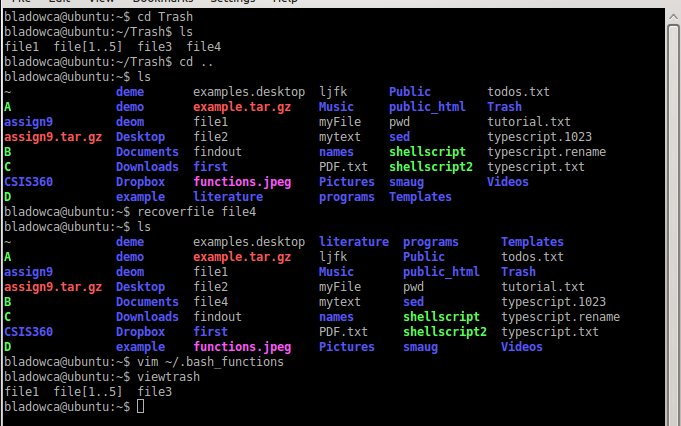 File Edit View Bookmarks Settings Help
bladowca@ubuntu:~$ cd Trash
bladowca@ubuntu:~/Trash$ ls
file1  file[1..5]  file3  file4
bladowca@ubuntu:~/Trash$ cd ..
bladowca@ubuntu:~$ ls
~              deme       examples.desktop  ljfk      Public        todos.txt
A              demo       example.tar.gz    Music     public_html   Trash
assign9        deom       file1             myFile    pwd           tutorial.txt
assign9.tar.gz Desktop    file2             mytext    sed           typescript.1023
B              Documents  findout           names     shellscript   typescript.rename
C              Downloads  first             PDF.txt   shellscript2  typescript.txt
CSIS360        Dropbox    functions.jpeg    Pictures  smaug         Videos
D              example    literature        programs  Templates
bladowca@ubuntu:~$ recoverfile file4
bladowca@ubuntu:~$ ls
~              deme       examples.desktop  literature  programs      Templates
A              demo       example.tar.gz    ljfk        Public        todos.txt
assign9        deom       file1             Music       public_html   Trash
assign9.tar.gz Desktop    file2             myFile      pwd           tutorial.txt
B              Documents  file4             mytext      sed           typescript.1023
C              Downloads  findout           names       shellscript   typescript.rename
CSIS360        Dropbox    first             PDF.txt     shellscript2  typescript.txt
D              example    functions.jpeg    Pictures    smaug         Videos
bladowca@ubuntu:~$ vim ~/.bash_functions
bladowca@ubuntu:~$ viewtrash
file1  file[1..5]  file3
bladowca@ubuntu:~$